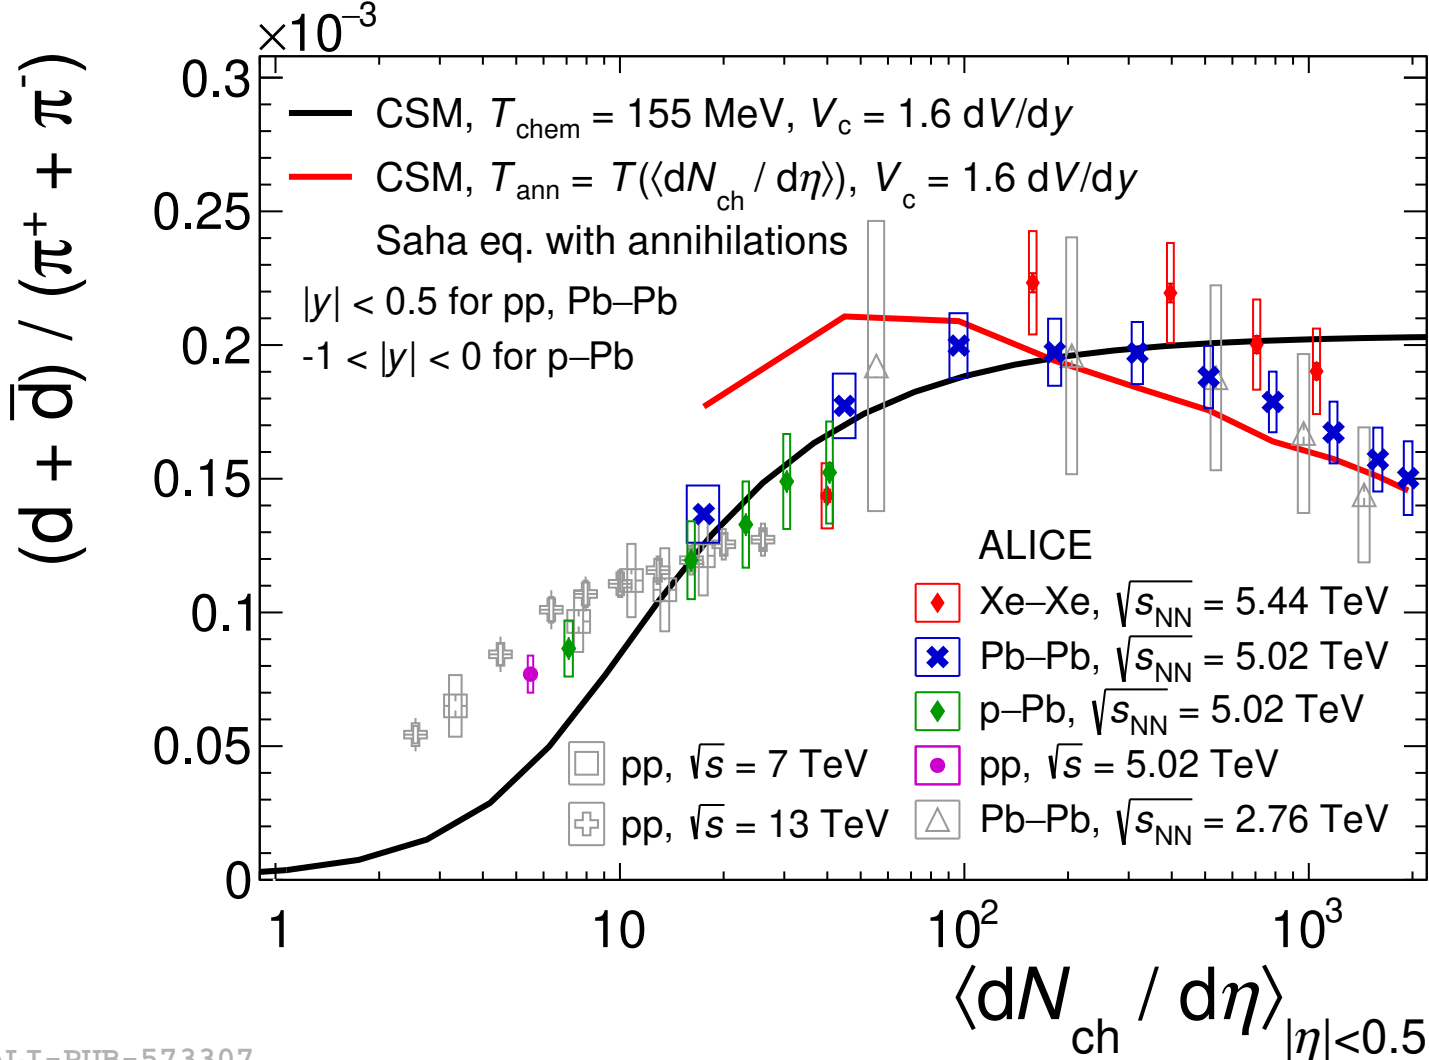 ×10⁻³
(d + d̅) / (π⁺ + π⁻)
0.3
0.25
0.2
0.15
0.1
0.05
0
CSM, T_chem = 155 MeV, V_c = 1.6 dV/dy
CSM, T_ann = T(⟨dN_ch / dη⟩), V_c = 1.6 dV/dy
Saha eq. with annihilations
|y| < 0.5 for pp, Pb–Pb
-1 < |y| < 0 for p–Pb
ALICE
Xe–Xe, √s_NN = 5.44 TeV
Pb–Pb, √s_NN = 5.02 TeV
p–Pb, √s_NN = 5.02 TeV
pp, √s = 5.02 TeV
Pb–Pb, √s_NN = 2.76 TeV
pp, √s = 7 TeV
pp, √s = 13 TeV
1 10 10² 10³
⟨dN_ch / dη⟩_|η|<0.5